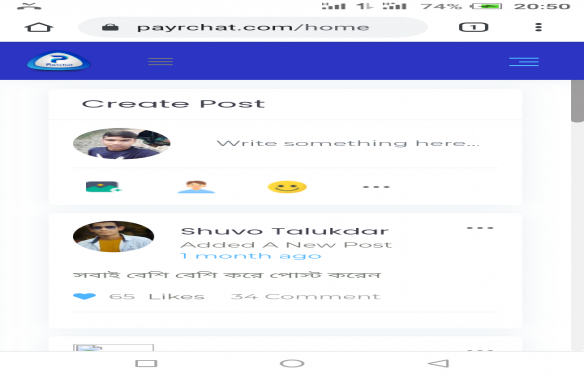 74% 20:50
payrchat.com/home
1
Payrchat
Create Post
Write something here...
Shuvo Talukdar
Added A New Post
1 month ago
সবাই বেশি বেশি করে পোস্ট করেন
65 Likes 34 Comment